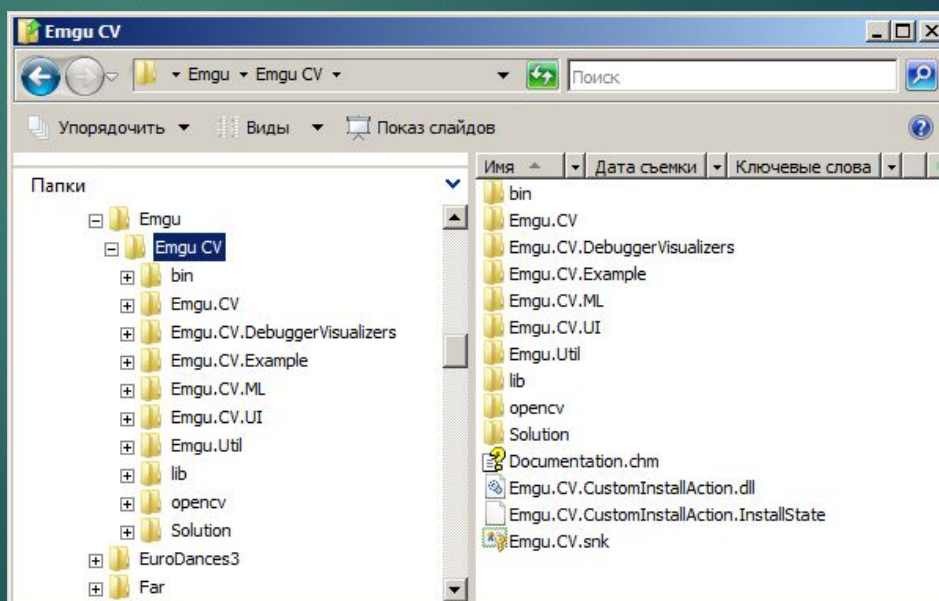 Emgu CV
Emgu Emgu CV Поиск
Упорядочить Виды Показ слайдов
Папки
Emgu
Emgu CV
bin
Emgu.CV
Emgu.CV.DebuggerVisualizers
Emgu.CV.Example
Emgu.CV.ML
Emgu.CV.UI
Emgu.Util
lib
opencv
Solution
EuroDances3
Far
Имя Дата съемки Ключевые слова
bin
Emgu.CV
Emgu.CV.DebuggerVisualizers
Emgu.CV.Example
Emgu.CV.ML
Emgu.CV.UI
Emgu.Util
lib
opencv
Solution
Documentation.chm
Emgu.CV.CustomInstallAction.dll
Emgu.CV.CustomInstallAction.InstallState
Emgu.CV.snk